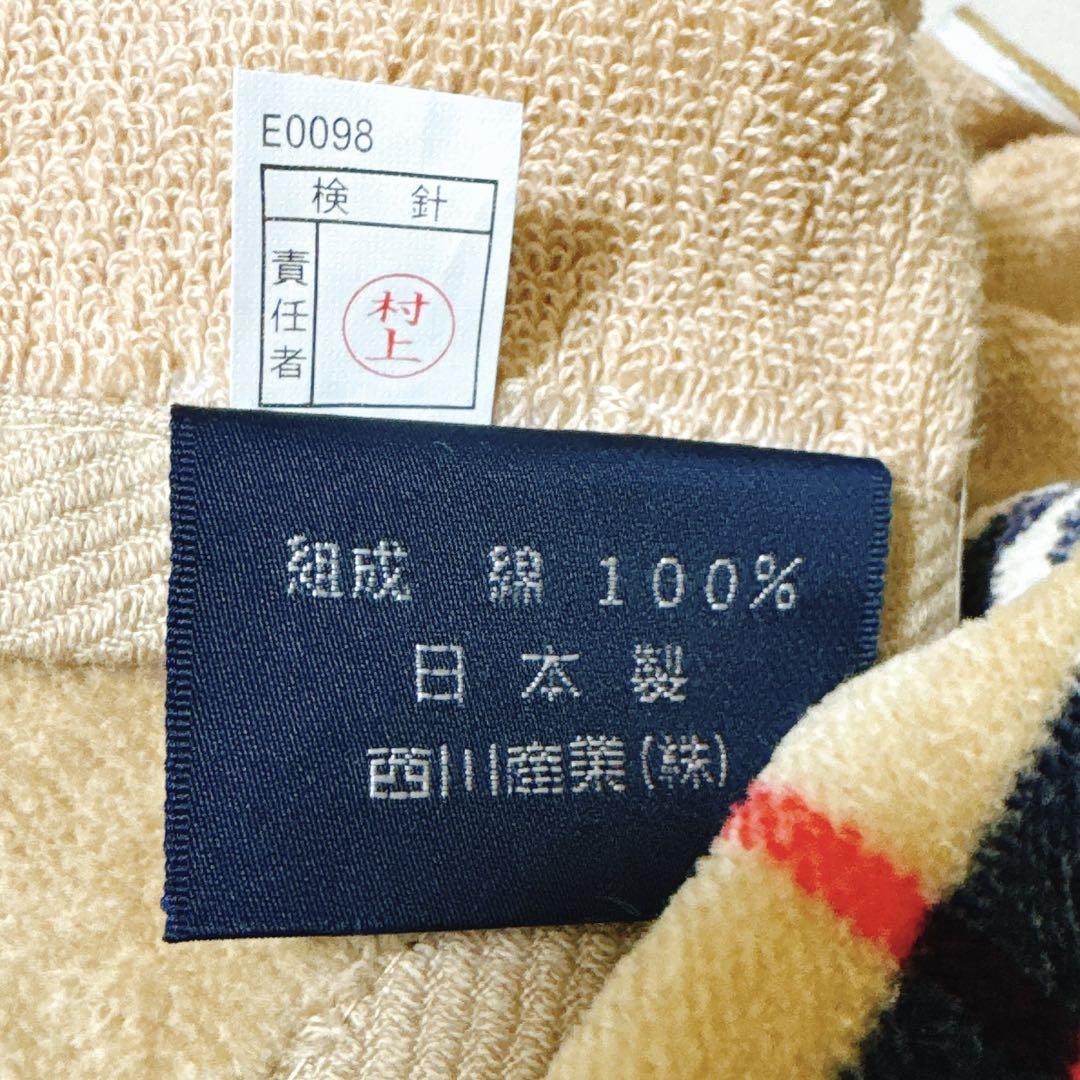 E0098
検 針
責任者
村上
組成 綿 100%
日本製
西川産業(株)